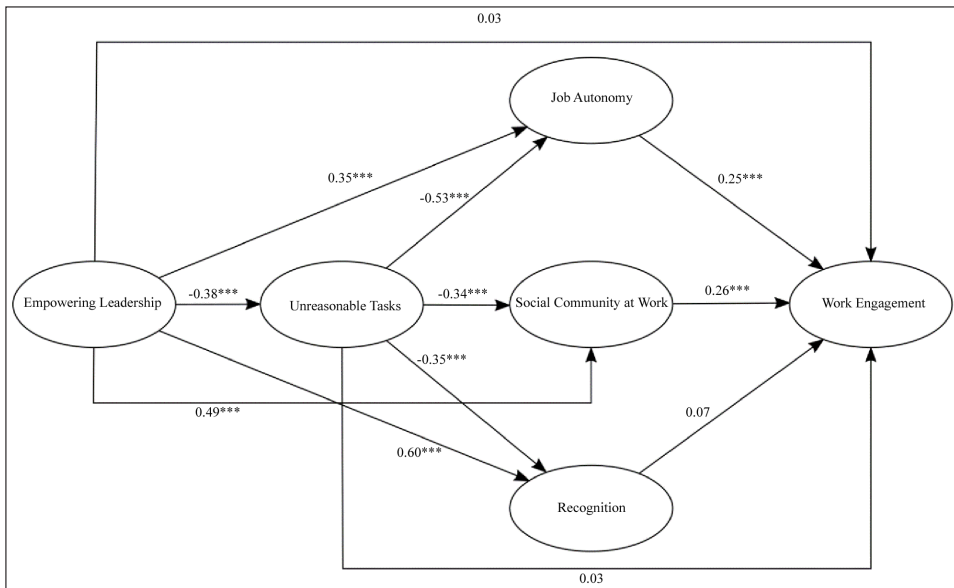 0.03
Job Autonomy
0.35***
-0.53***
0.25***
Empowering Leadership
-0.38***
Unreasonable Tasks
-0.34***
Social Community at Work
0.26***
Work Engagement
-0.35***
0.49***
0.07
0.60***
Recognition
0.03